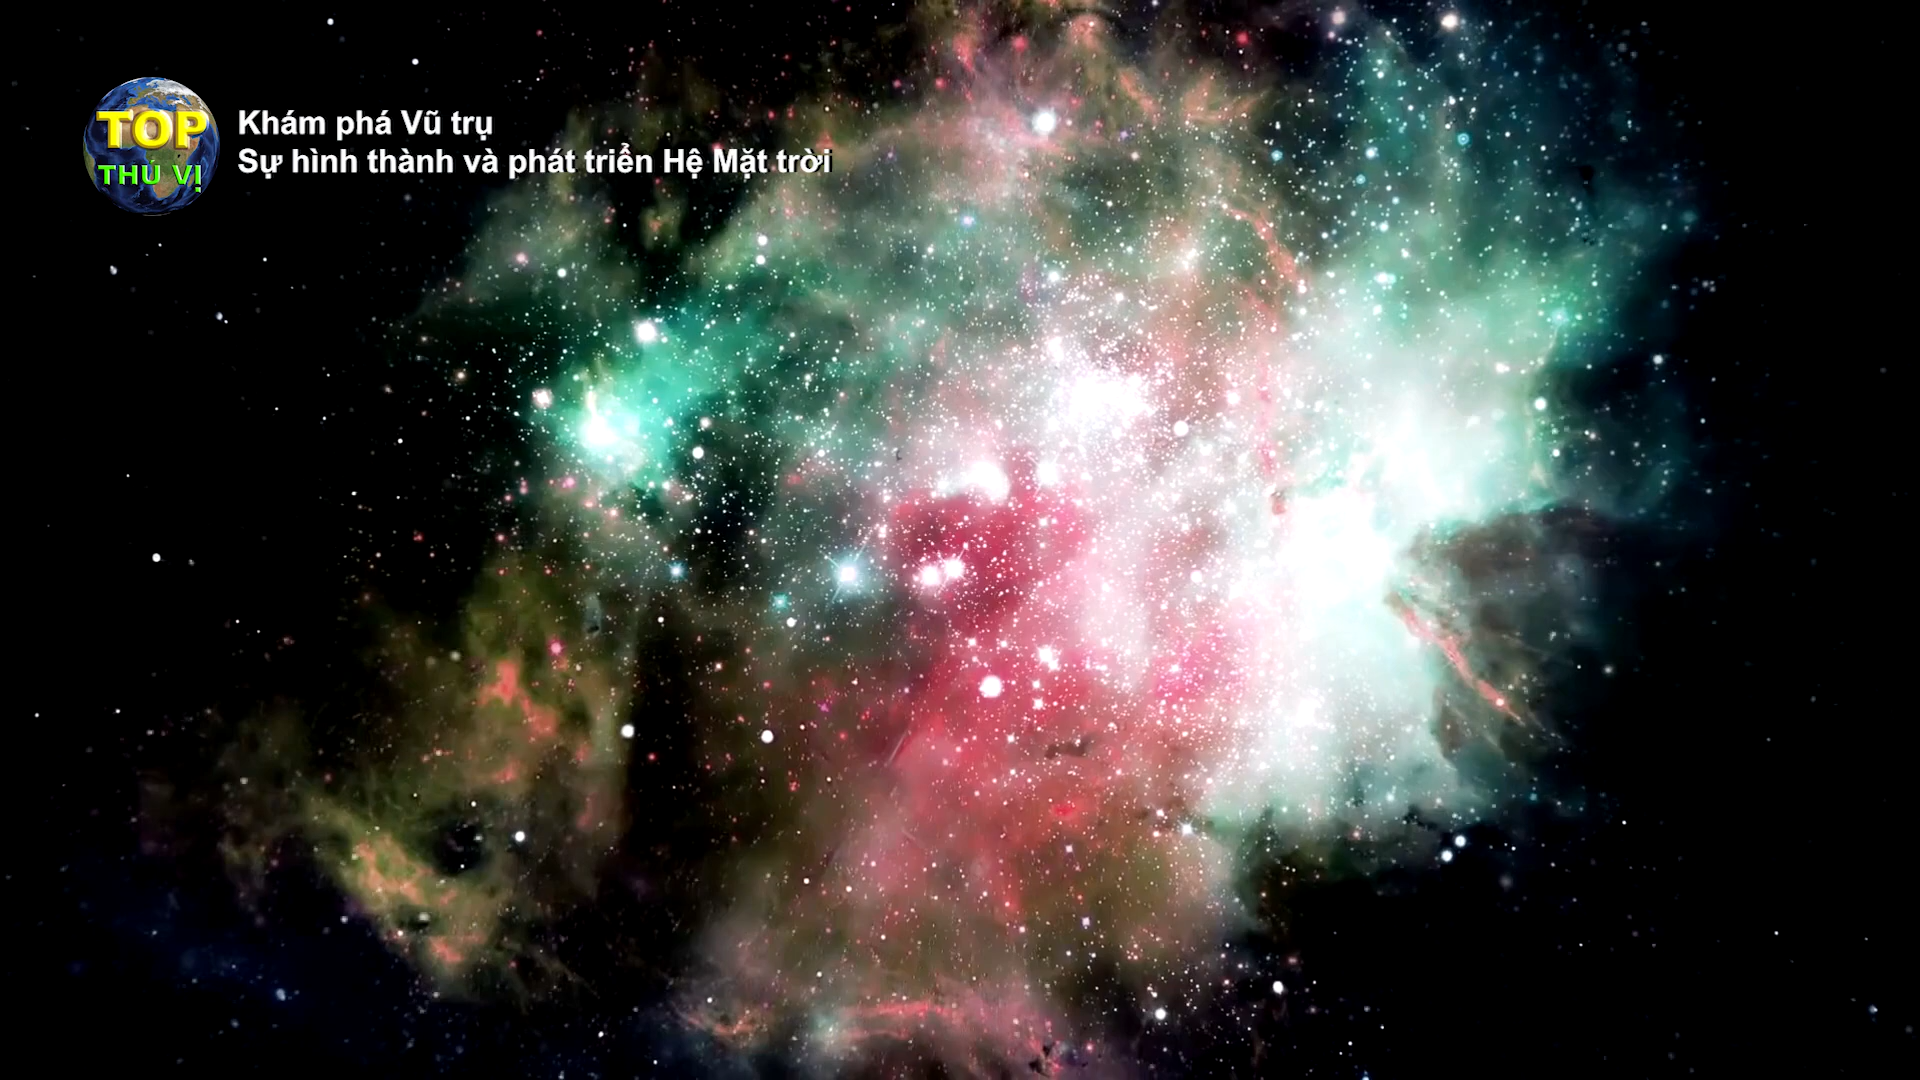 TOP
THÚ VỊ
Khám phá Vũ trụ
Sự hình thành và phát triển Hệ Mặt trời